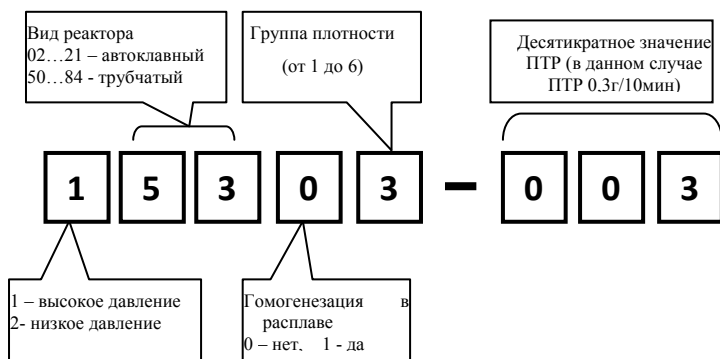 Вид реактора
02…21 – автоклавный
50…84 - трубчатый
Группа плотности
(от 1 до 6)
Десятикратное значение
ПТР (в данном случае
ПТР 0,3г/10мин)
1 5 3 0 3 – 0 0 3
1 – высокое давление
2- низкое давление
Гомогенезация в
расплаве
0 – нет, 1 - да